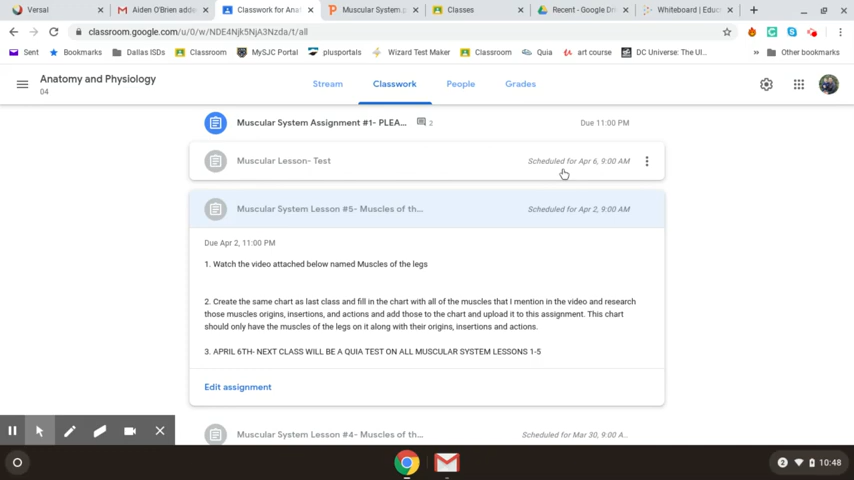 Versal
Aiden O'Brien adde
Classwork for Anat
Muscular System.p
Classes
Recent - Google Dri
Whiteboard | Educ
classroom.google.com/u/0/w/NDE4Njk5NjA3Nzda/t/all
Sent
Bookmarks
Dallas ISDs
Classroom
MySJC Portal
plusportals
Wizard Test Maker
Classroom
Quia
art course
DC Universe: The Ul...
Other bookmarks
Anatomy and Physiology
04
Stream
Classwork
People
Grades
Muscular System Assignment #1- PLEA...
2
Due 11:00 PM
Muscular Lesson- Test
Scheduled for Apr 6, 9:00 AM
Muscular System Lesson #5- Muscles of th...
Scheduled for Apr 2, 9:00 AM
Due Apr 2, 11:00 PM
1. Watch the video attached below named Muscles of the legs
2. Create the same chart as last class and fill in the chart with all of the muscles that I mention in the video and research
those muscles origins, insertions, and actions and add those to the chart and upload it to this assignment. This chart
should only have the muscles of the legs on it along with their origins, insertions and actions.
3. APRIL 6TH- NEXT CLASS WILL BE A QUIA TEST ON ALL MUSCULAR SYSTEM LESSONS 1-5
Edit assignment
Muscular System Lesson #4- Muscles of th...
Scheduled for Mar 30, 9:00 A...
2
10:48